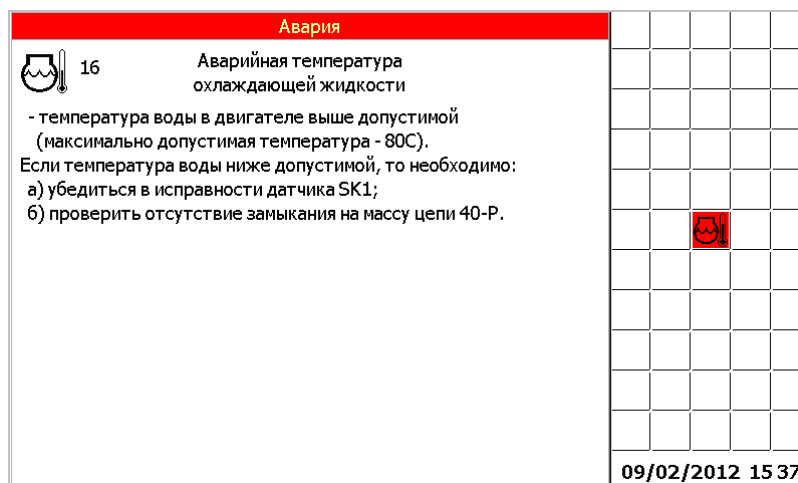 Авария
16
Аварийная температура
охлаждающей жидкости
- температура воды в двигателе выше допустимой
(максимально допустимая температура - 80С).
Если температура воды ниже допустимой, то необходимо:
а) убедиться в исправности датчика SK1;
б) проверить отсутствие замыкания на массу цепи 40-Р.
09/02/2012 15 37